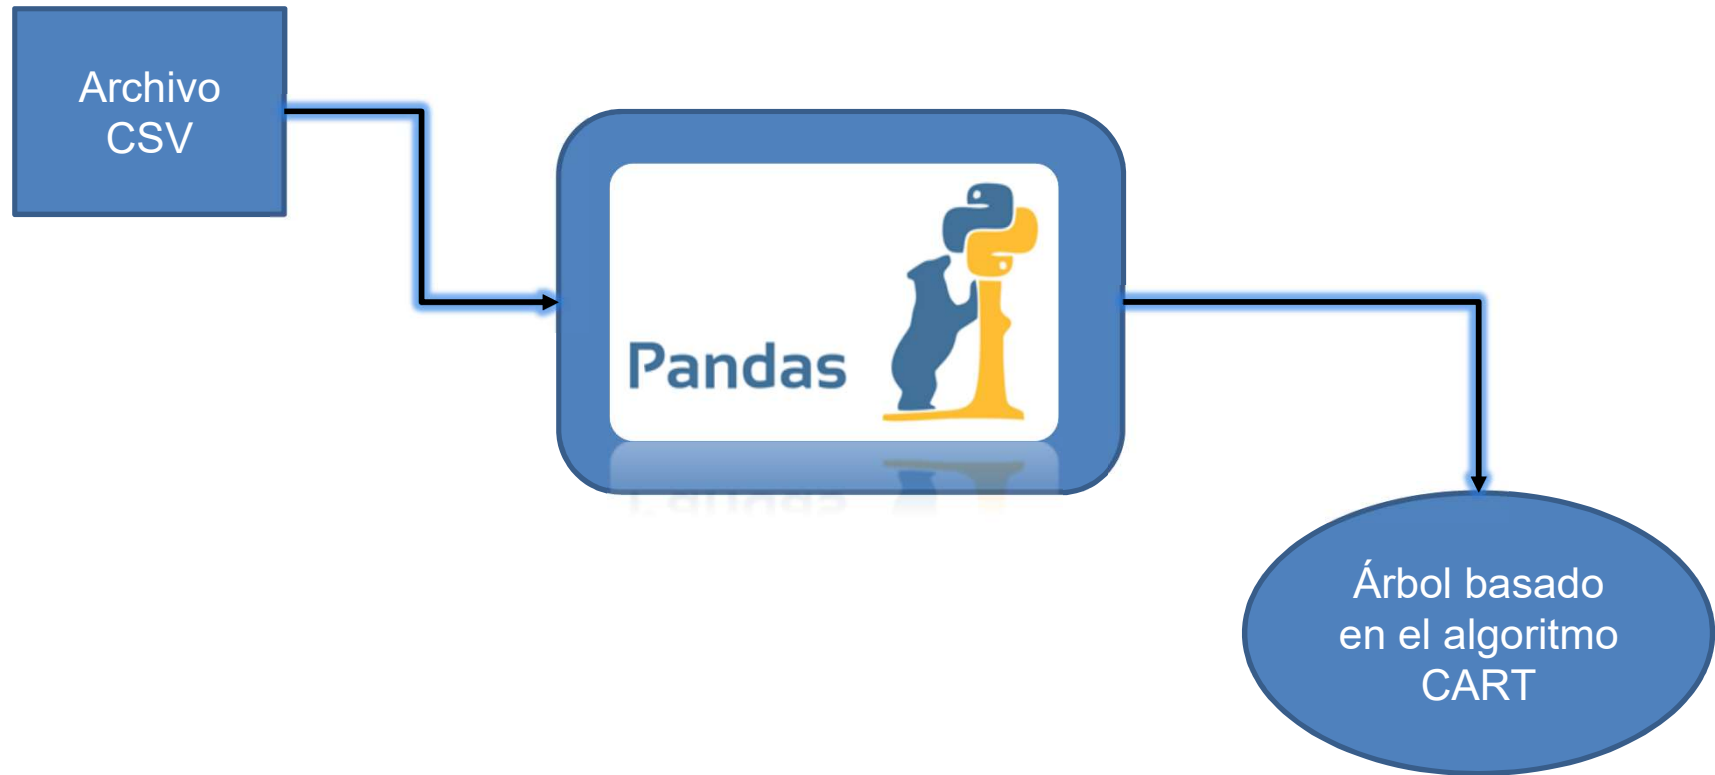 Archivo
CSV
Pandas
Árbol basado
en el algoritmo
CART